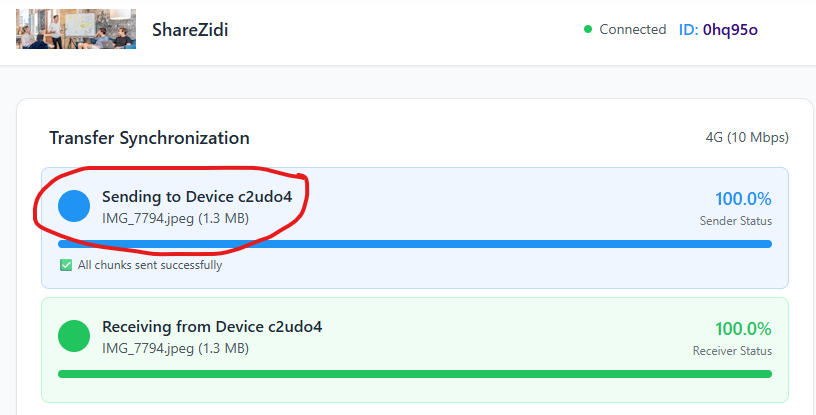 ShareZidi
Connected ID: 0hq95o
Transfer Synchronization
4G (10 Mbps)
Sending to Device c2udo4
IMG_7794.jpeg (1.3 MB)
100.0%
Sender Status
✅ All chunks sent successfully
Receiving from Device c2udo4
IMG_7794.jpeg (1.3 MB)
100.0%
Receiver Status